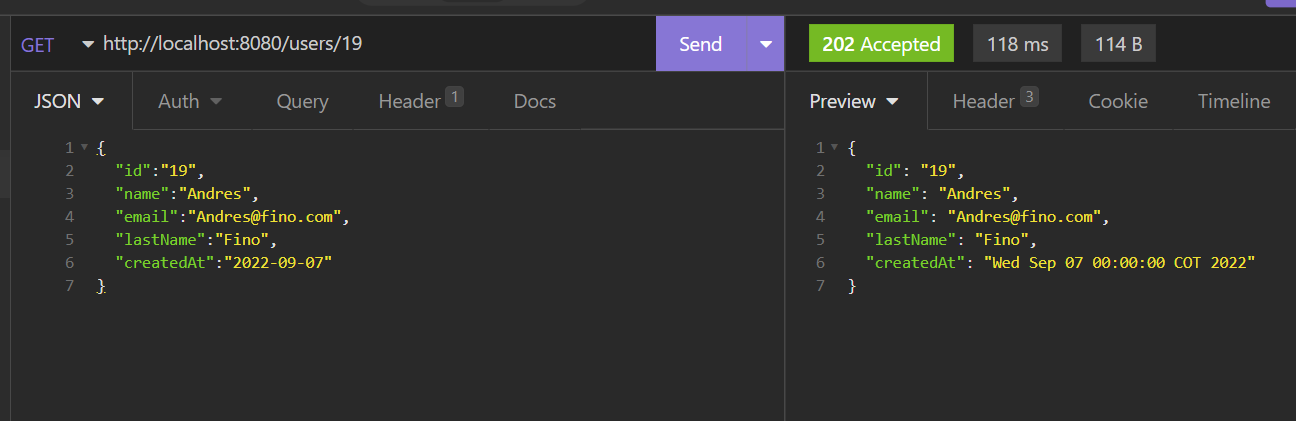 GET http://localhost:8080/users/19 Send 202 Accepted 118 ms 114 B
JSON Auth Query Header 1 Docs Preview Header 3 Cookie Timeline
1 {
2 "id":"19",
3 "name":"Andres",
4 "email":"Andres@fino.com",
5 "lastName":"Fino",
6 "createdAt":"2022-09-07"
7 }
1 {
2 "id": "19",
3 "name": "Andres",
4 "email": "Andres@fino.com",
5 "lastName": "Fino",
6 "createdAt": "Wed Sep 07 00:00:00 COT 2022"
7 }